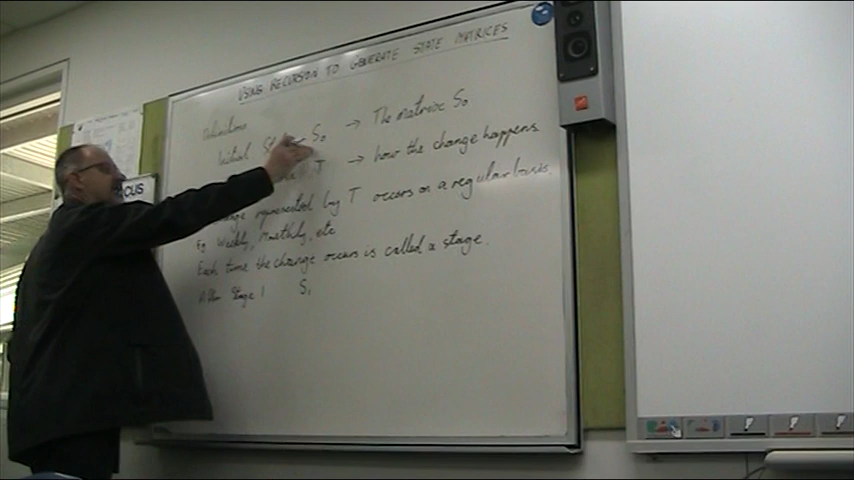 USING RECURSION TO GENERATE STATE MATRICES
Definitions
Initial S₀ → The matrix S₀
T → how the change happens.
represented by T occurs on a regular basis.
Eg Weekly, Monthly, etc
Each time the change occurs is called a stage.
After Stage 1 S₁
OCUS